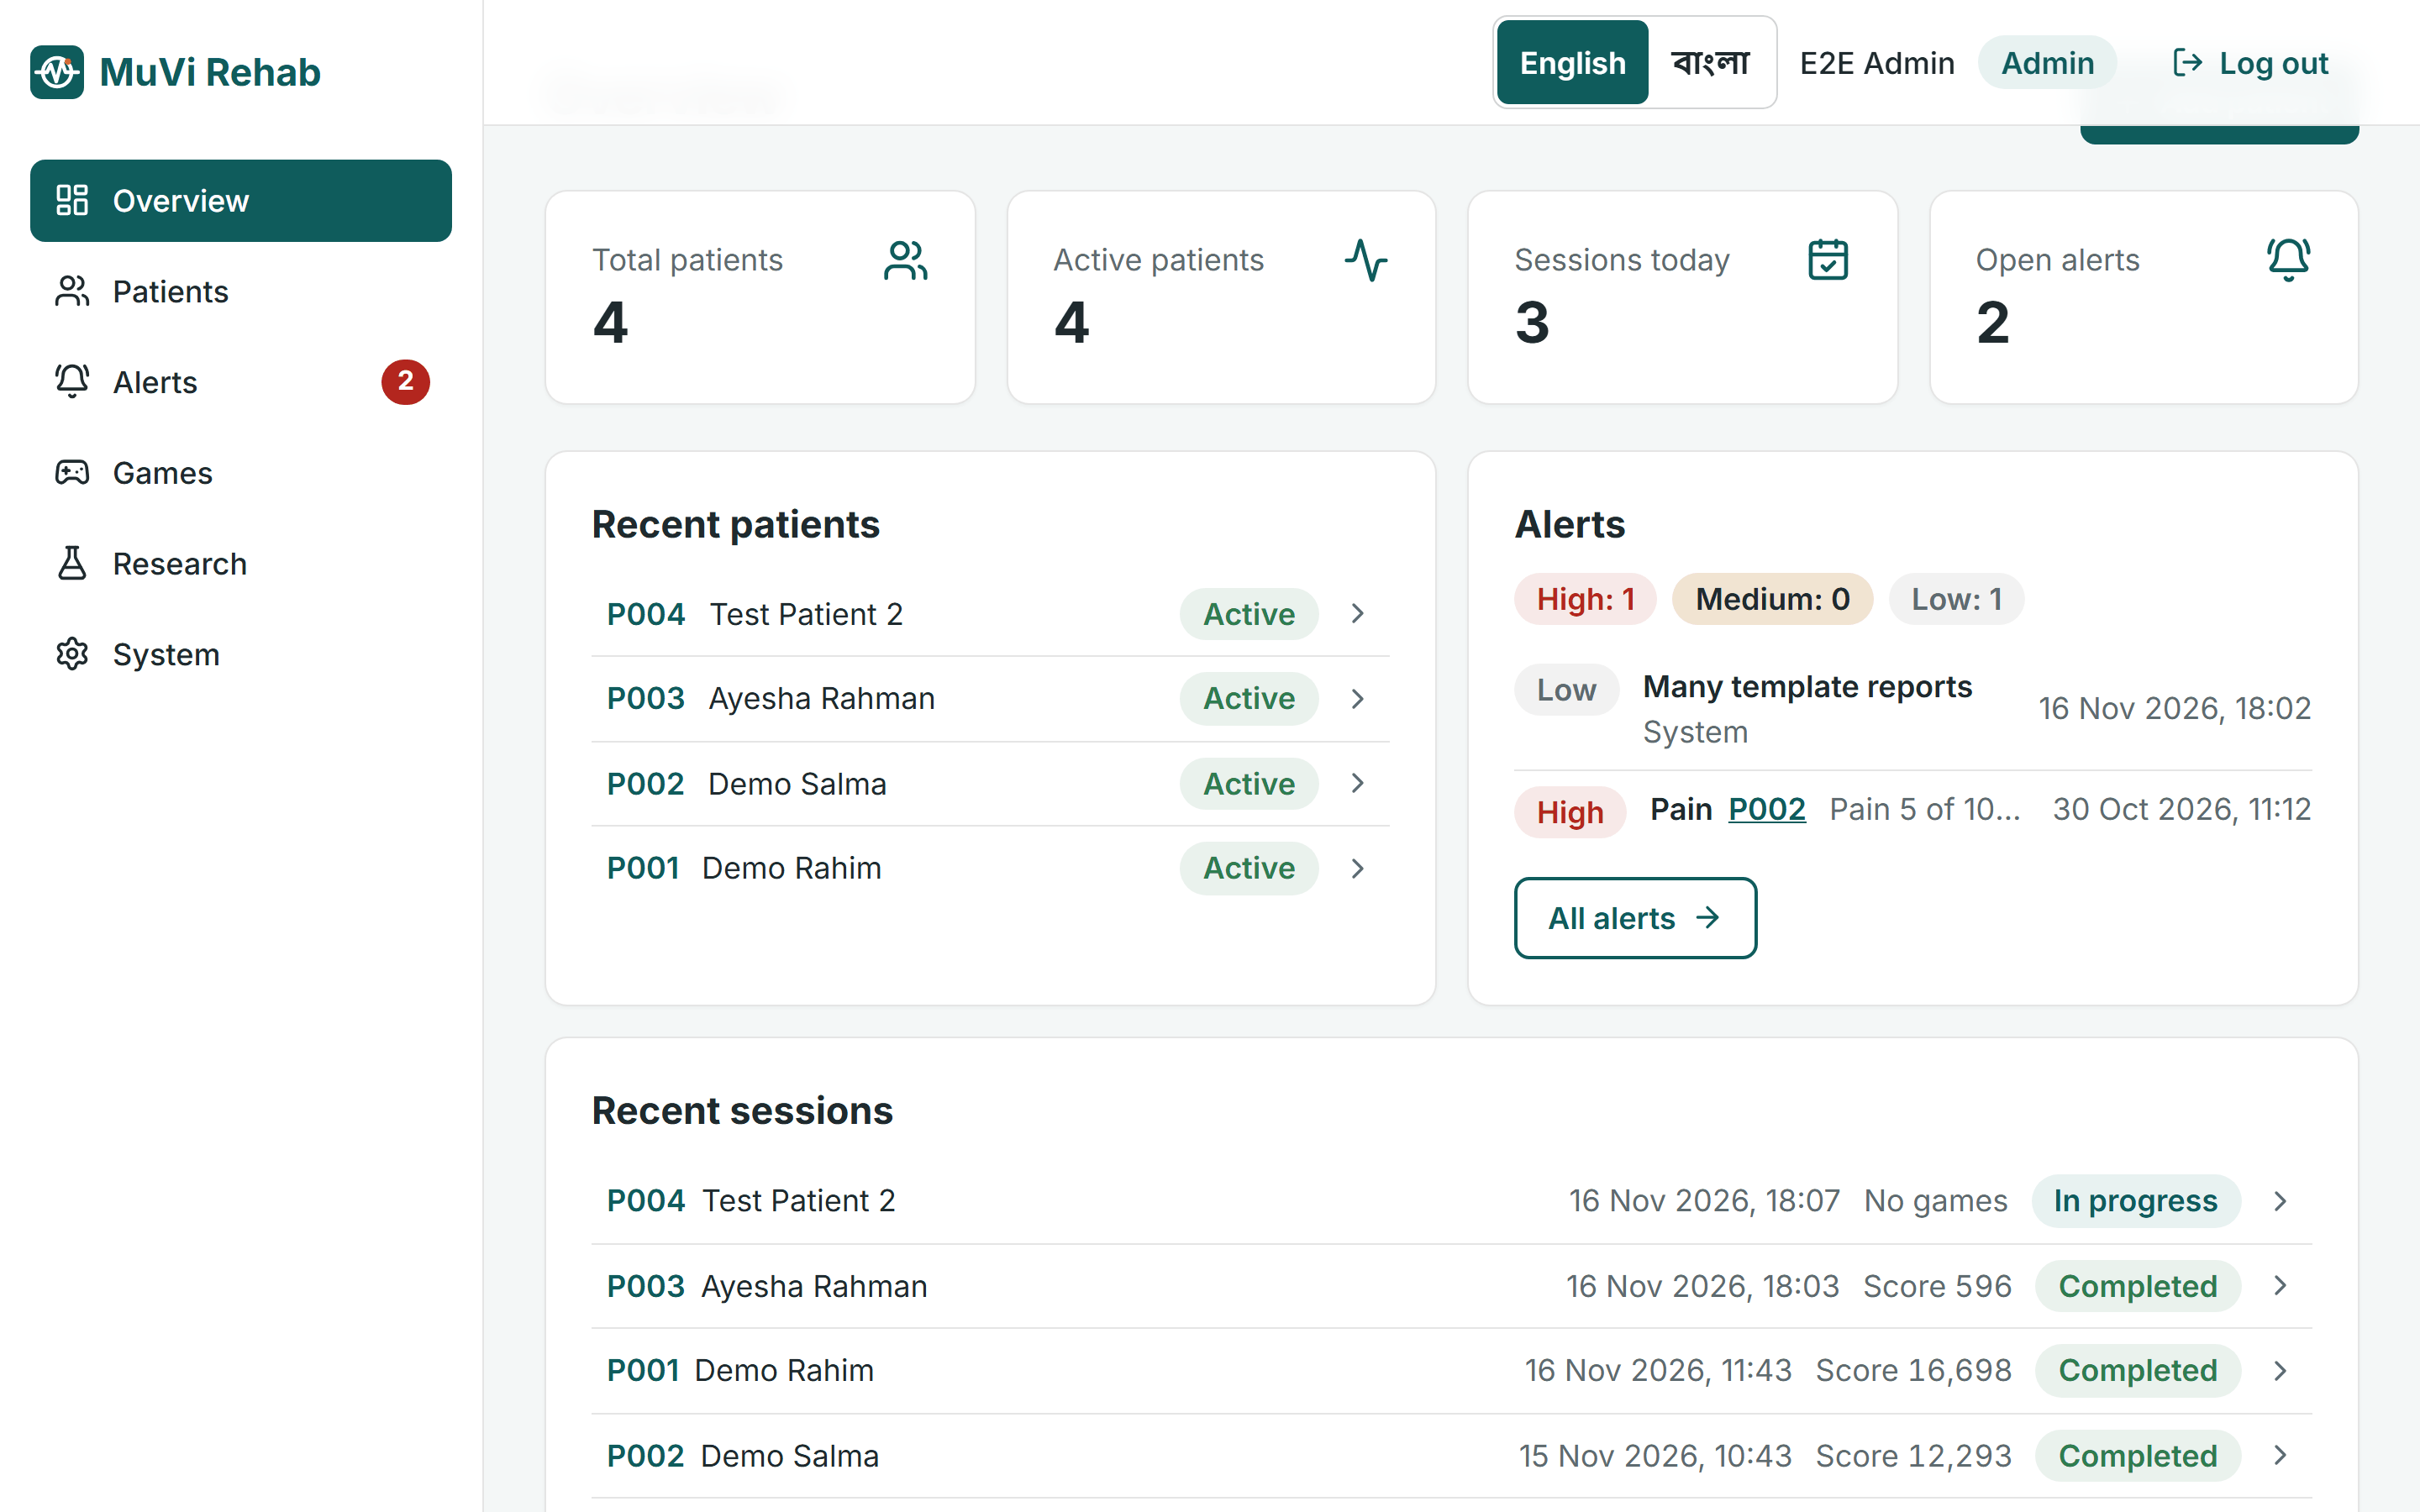 MuVi Rehab
English বাংলা E2E Admin Admin Log out
Overview
Patients
Alerts 2
Games
Research
System
Total patients
4
Active patients
4
Sessions today
3
Open alerts
2
Recent patients
P004 Test Patient 2 Active
P003 Ayesha Rahman Active
P002 Demo Salma Active
P001 Demo Rahim Active
Alerts
High: 1 Medium: 0 Low: 1
Low Many template reports 16 Nov 2026, 18:02
System
High Pain P002 Pain 5 of 10... 30 Oct 2026, 11:12
All alerts
Recent sessions
P004 Test Patient 2 16 Nov 2026, 18:07 No games In progress
P003 Ayesha Rahman 16 Nov 2026, 18:03 Score 596 Completed
P001 Demo Rahim 16 Nov 2026, 11:43 Score 16,698 Completed
P002 Demo Salma 15 Nov 2026, 10:43 Score 12,293 Completed